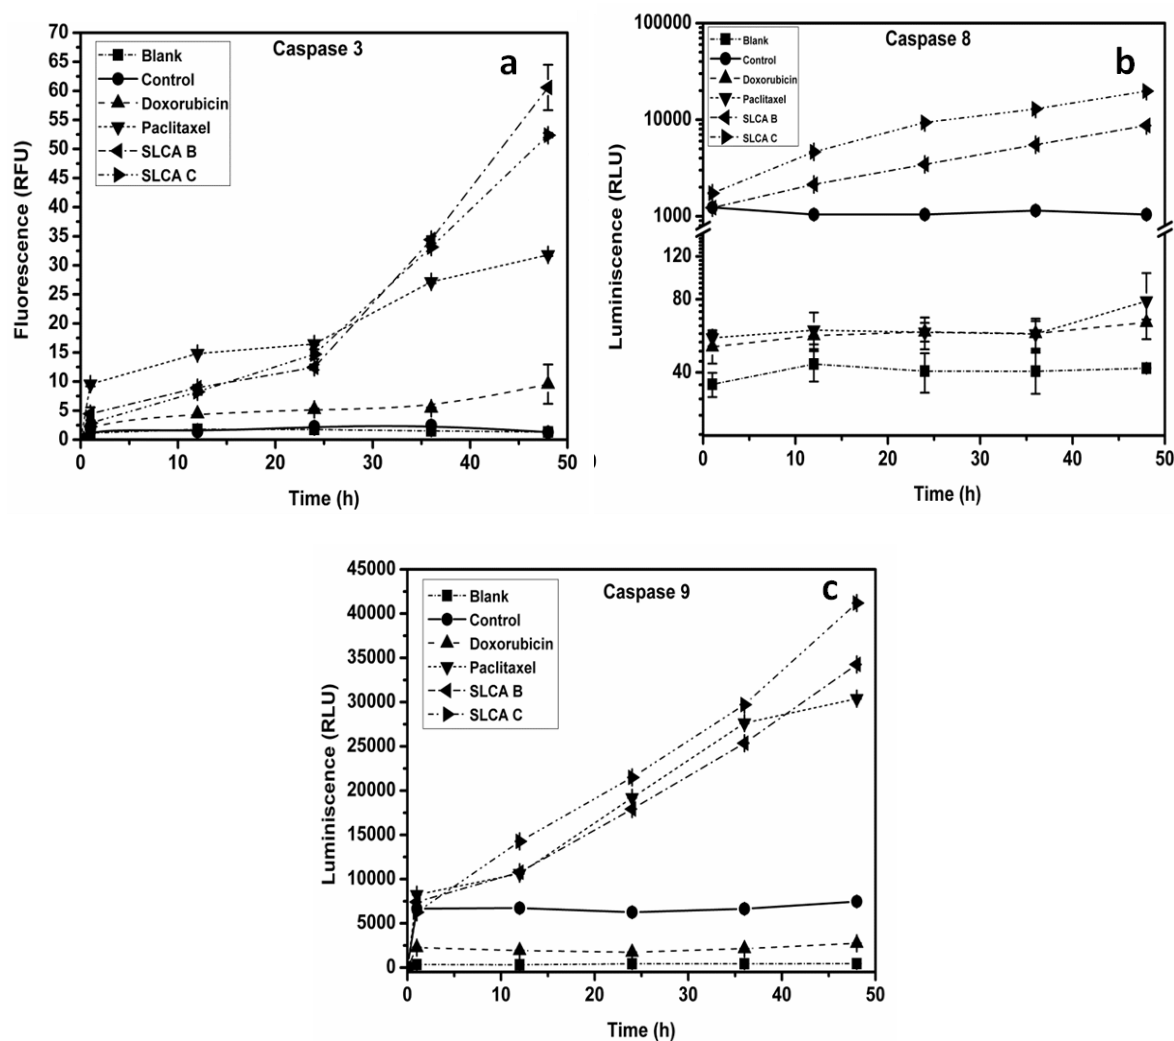 Caspase 3
a
Blank
Control
Doxorubicin
Paclitaxel
SLCA B
SLCA C
70
65
60
55
50
45
40
35
30
25
20
15
10
5
0
Fluorescence (RFU)
0 10 20 30 40 50
Time (h)
Caspase 8
b
Blank
Control
Doxorubicin
Paclitaxel
SLCA B
SLCA C
100000
10000
1000
120
80
40
Luminiscence (RLU)
0 10 20 30 40 50
Time (h)
Caspase 9
c
Blank
Control
Doxorubicin
Paclitaxel
SLCA B
SLCA C
45000
40000
35000
30000
25000
20000
15000
10000
5000
0
Luminiscence (RLU)
0 10 20 30 40 50
Time (h)